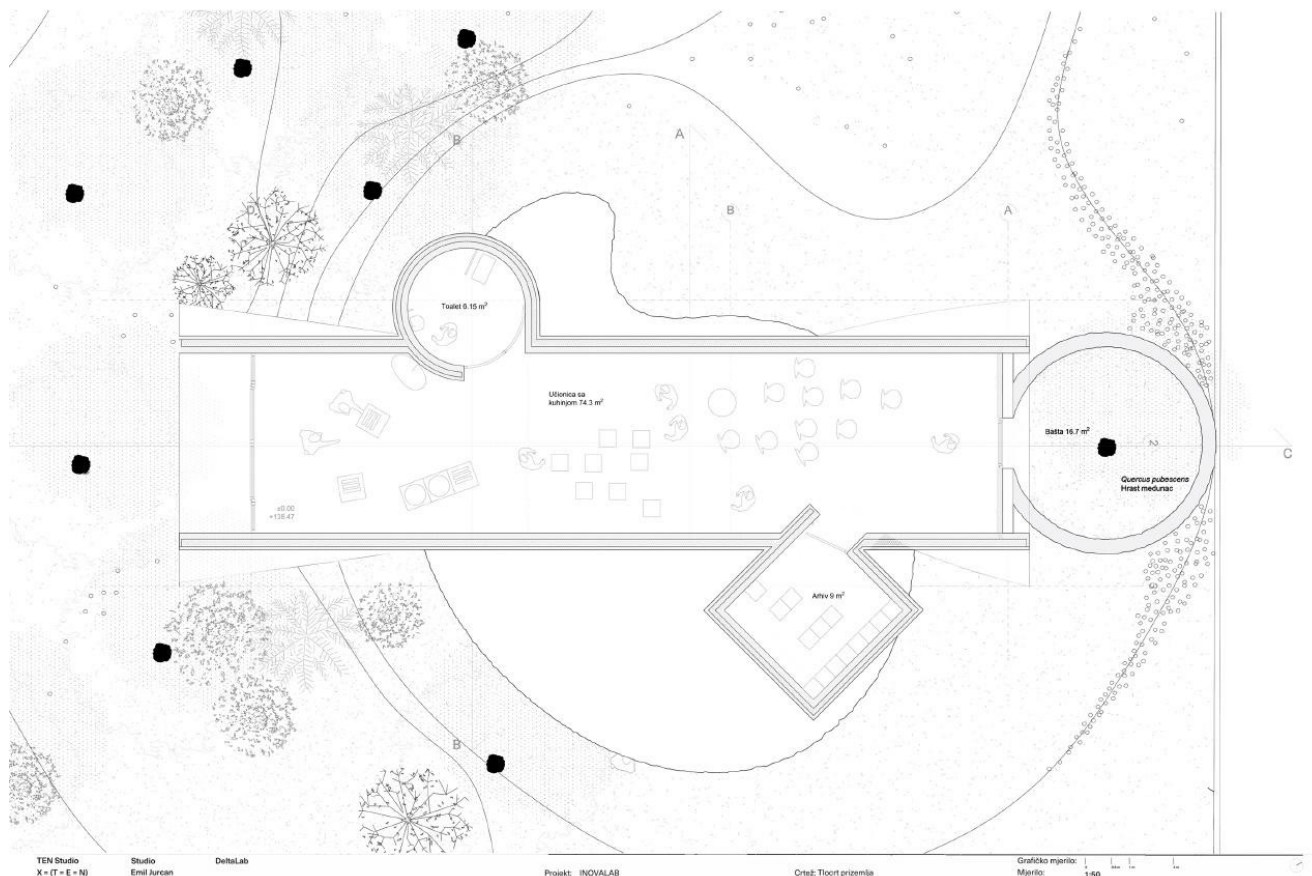 A
B
B
A
D
Toalet 6.15 m²
Učionica sa
kuhinjom 74.3 m²
Bašta 16.7 m²
2
C
Quercus pubescens
Hrast medunac
±0.00
+138.47
Arhiv 9 m²
B
TEN Studio
X = (T = E = N)
Studio
Emil Jurcan
DeltaLab
Projekt: INOVALAB
Crtež: Tlocrt prizemlja
Grafičko mjerilo:
Mjerilo: 1:50